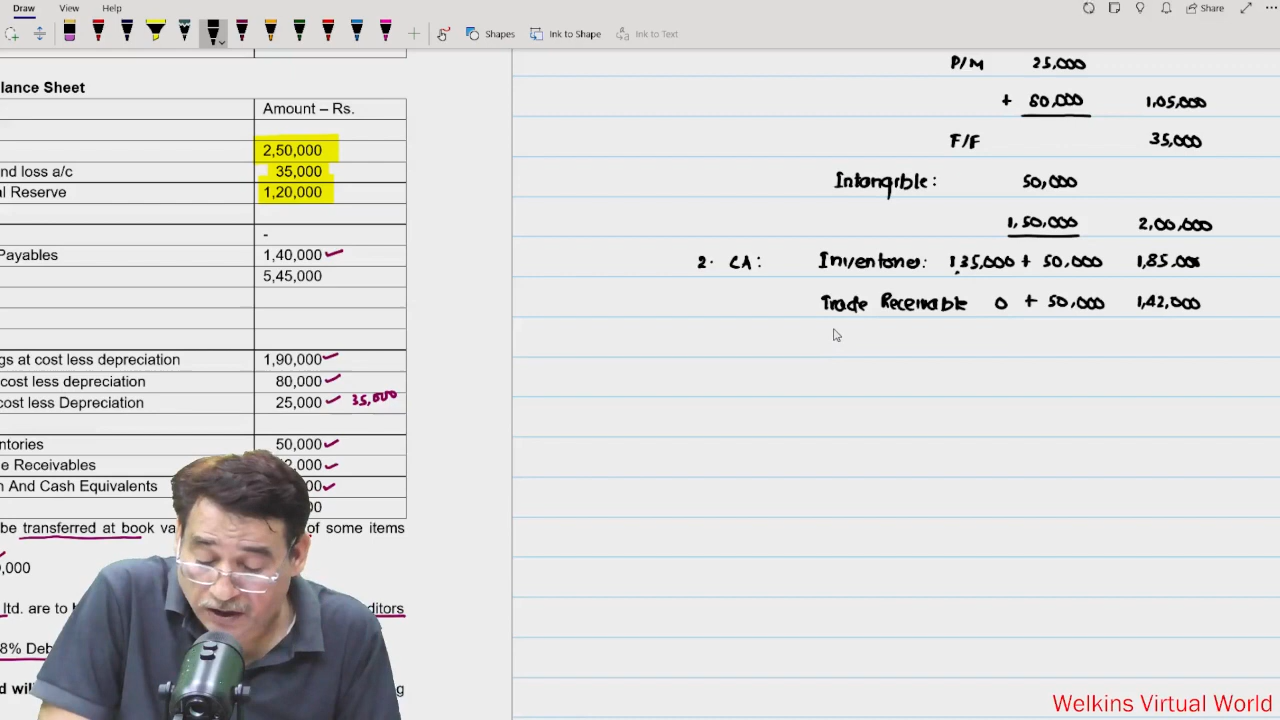 Draw View Help Share
Shapes Ink to Shape Ink to Text
lance Sheet
Amount – Rs.
2,50,000
nd loss a/c 35,000
al Reserve 1,20,000
-
Payables 1,40,000
5,45,000
gs at cost less depreciation 1,90,000
cost less depreciation 80,000
cost less Depreciation 25,000 35,000
ntories 50,000
e Receivables 2,000
n And Cash Equivalents 00
00
be transferred at book va of some items
0,000
td. are to ditors
8% Deb
d wil g
P/M 25,000
+ 80,000 1,05,000
F/F 35,000
Intangible: 50,000
1,50,000 2,00,000
2. CA: Inventories: 1,35,000 + 50,000 1,85,000
Trade Receivable 0 + 50,000 1,42,000
Welkins Virtual World